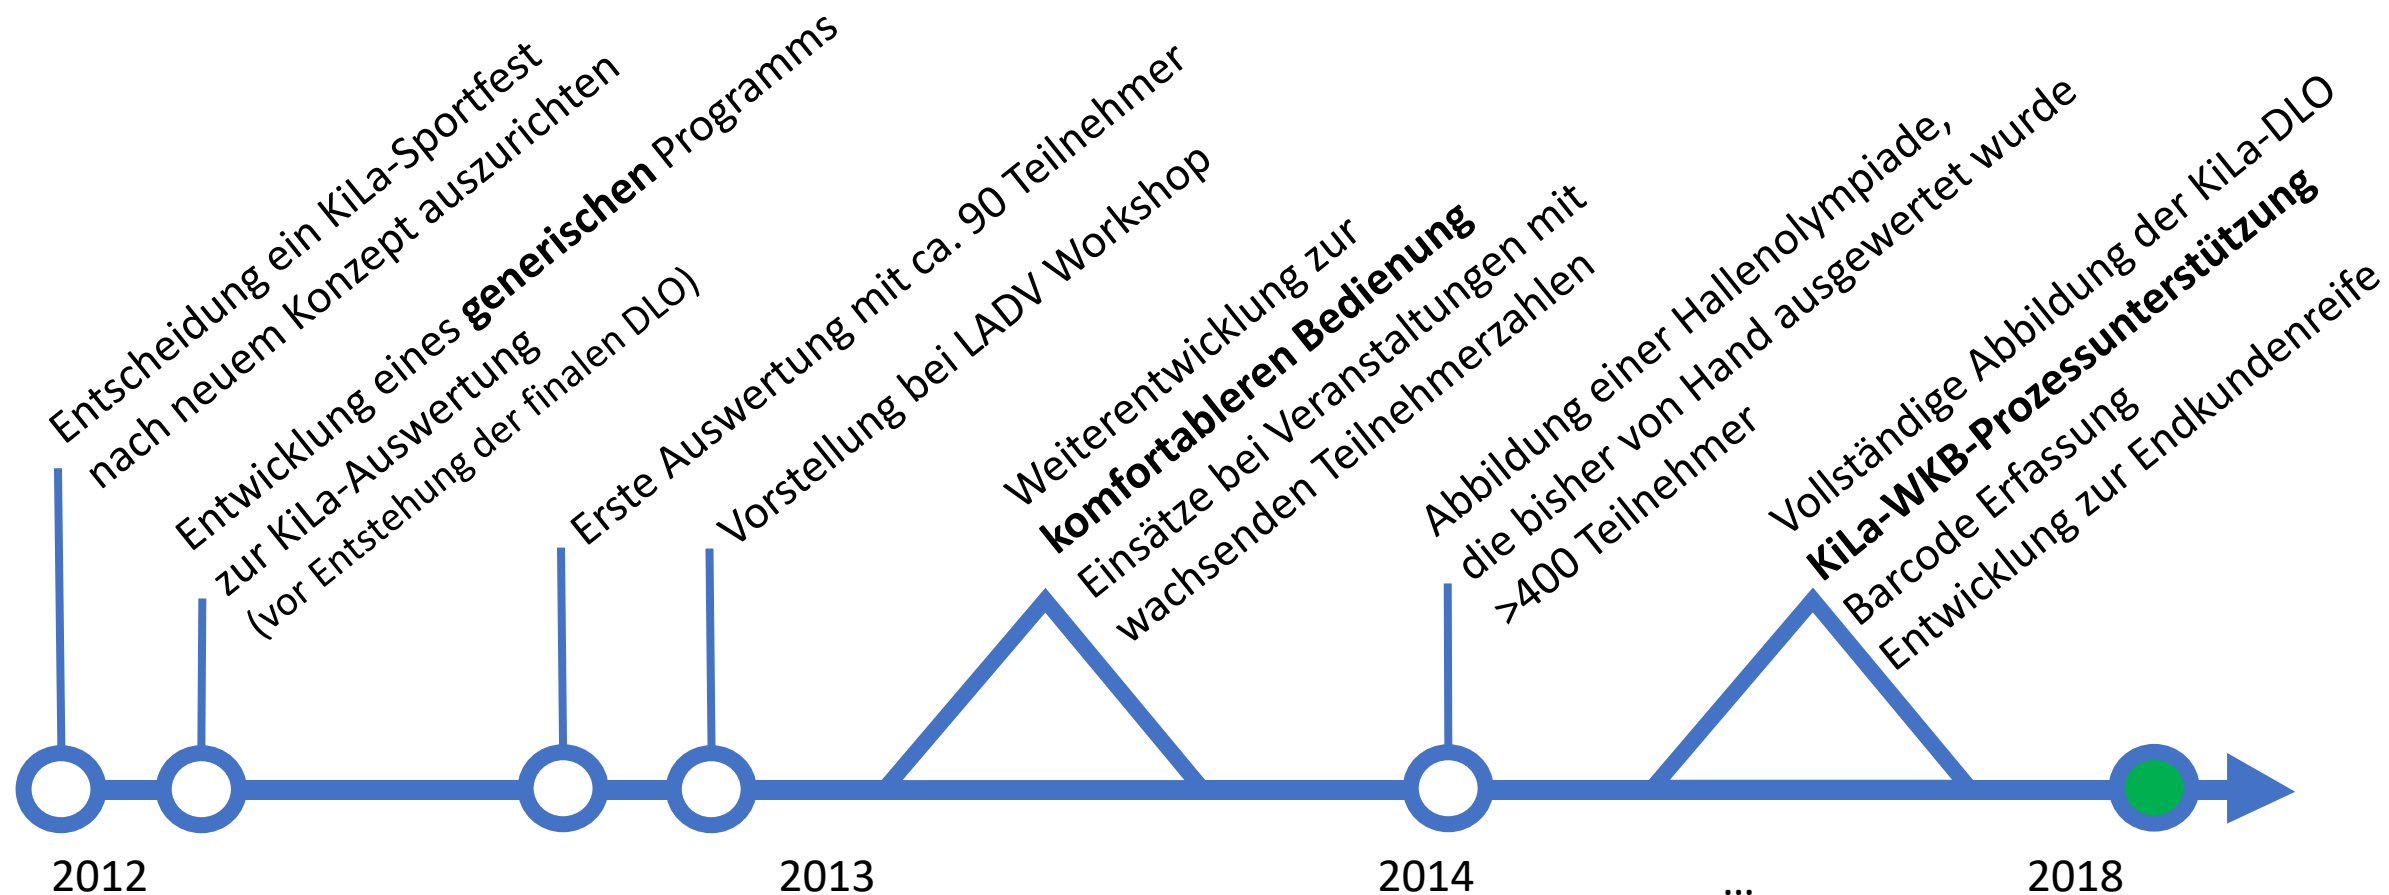 Entscheidung ein KiLa-Sportfest
nach neuem Konzept auszurichten
Entwicklung eines generischen Programms
zur KiLa-Auswertung
(vor Entstehung der finalen DLO)
Erste Auswertung mit ca. 90 Teilnehmer
Vorstellung bei LADV Workshop
Weiterentwicklung zur
komfortableren Bedienung
Einsätze bei Veranstaltungen mit
wachsenden Teilnehmerzahlen
Abbildung einer Hallenolympiade,
die bisher von Hand ausgewertet wurde
>400 Teilnehmer
Vollständige Abbildung der KiLa-DLO
KiLa-WKB-Prozessunterstützung
Barcode Erfassung
Entwicklung zur Endkundenreife
2012
2013
2014
...
2018